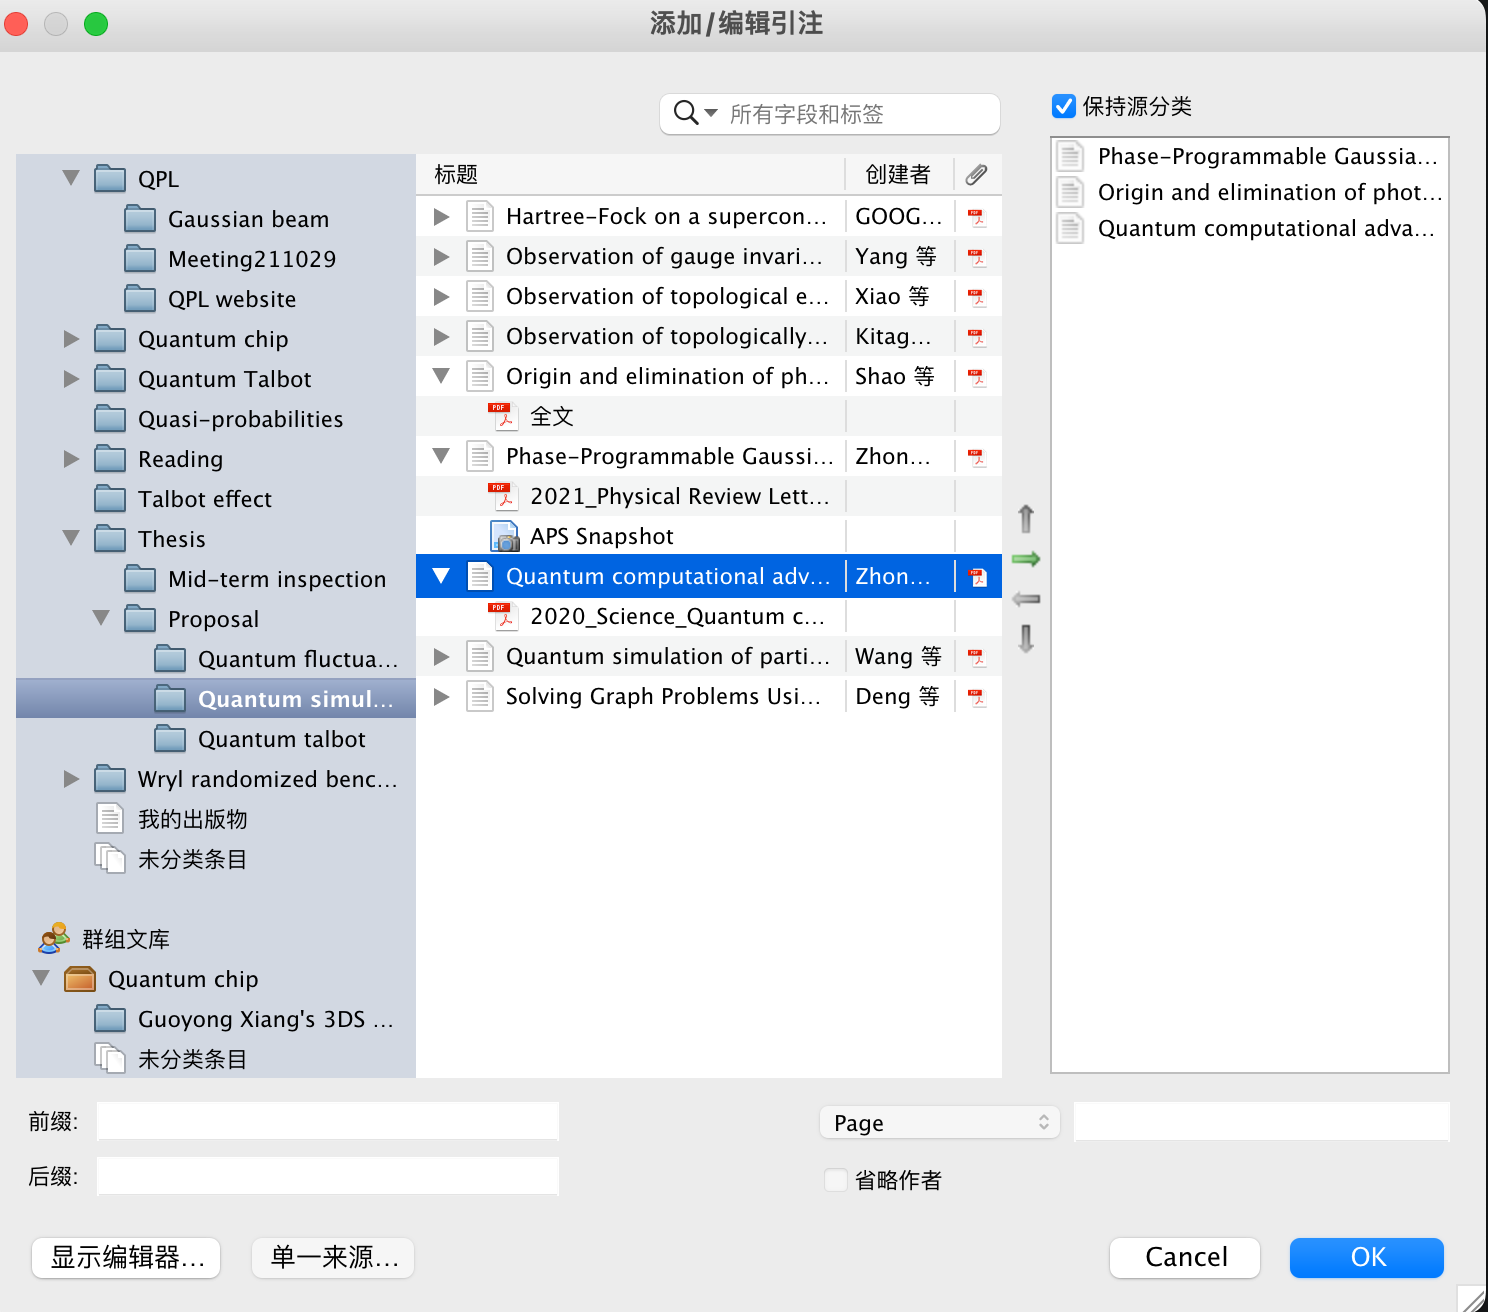 添加/编辑引注
所有字段和标签
保持源分类
QPL
Gaussian beam
Meeting211029
QPL website
Quantum chip
Quantum Talbot
Quasi-probabilities
Reading
Talbot effect
Thesis
Mid-term inspection
Proposal
Quantum fluctua...
Quantum simul...
Quantum talbot
Wryl randomized benc...
我的出版物
未分类条目
群组文库
Quantum chip
Guoyong Xiang's 3DS ...
未分类条目
标题 创建者
Hartree-Fock on a supercon... GOOG...
Observation of gauge invari... Yang 等
Observation of topological e... Xiao 等
Observation of topologically... Kitag...
Origin and elimination of ph... Shao 等
全文
Phase-Programmable Gaussi... Zhon...
2021_Physical Review Lett...
APS Snapshot
Quantum computational adv... Zhon...
2020_Science_Quantum c...
Quantum simulation of parti... Wang 等
Solving Graph Problems Usi... Deng 等
Phase-Programmable Gaussia...
Origin and elimination of phot...
Quantum computational adva...
前缀:
Page
后缀:
省略作者
显示编辑器...
单一来源...
Cancel
OK